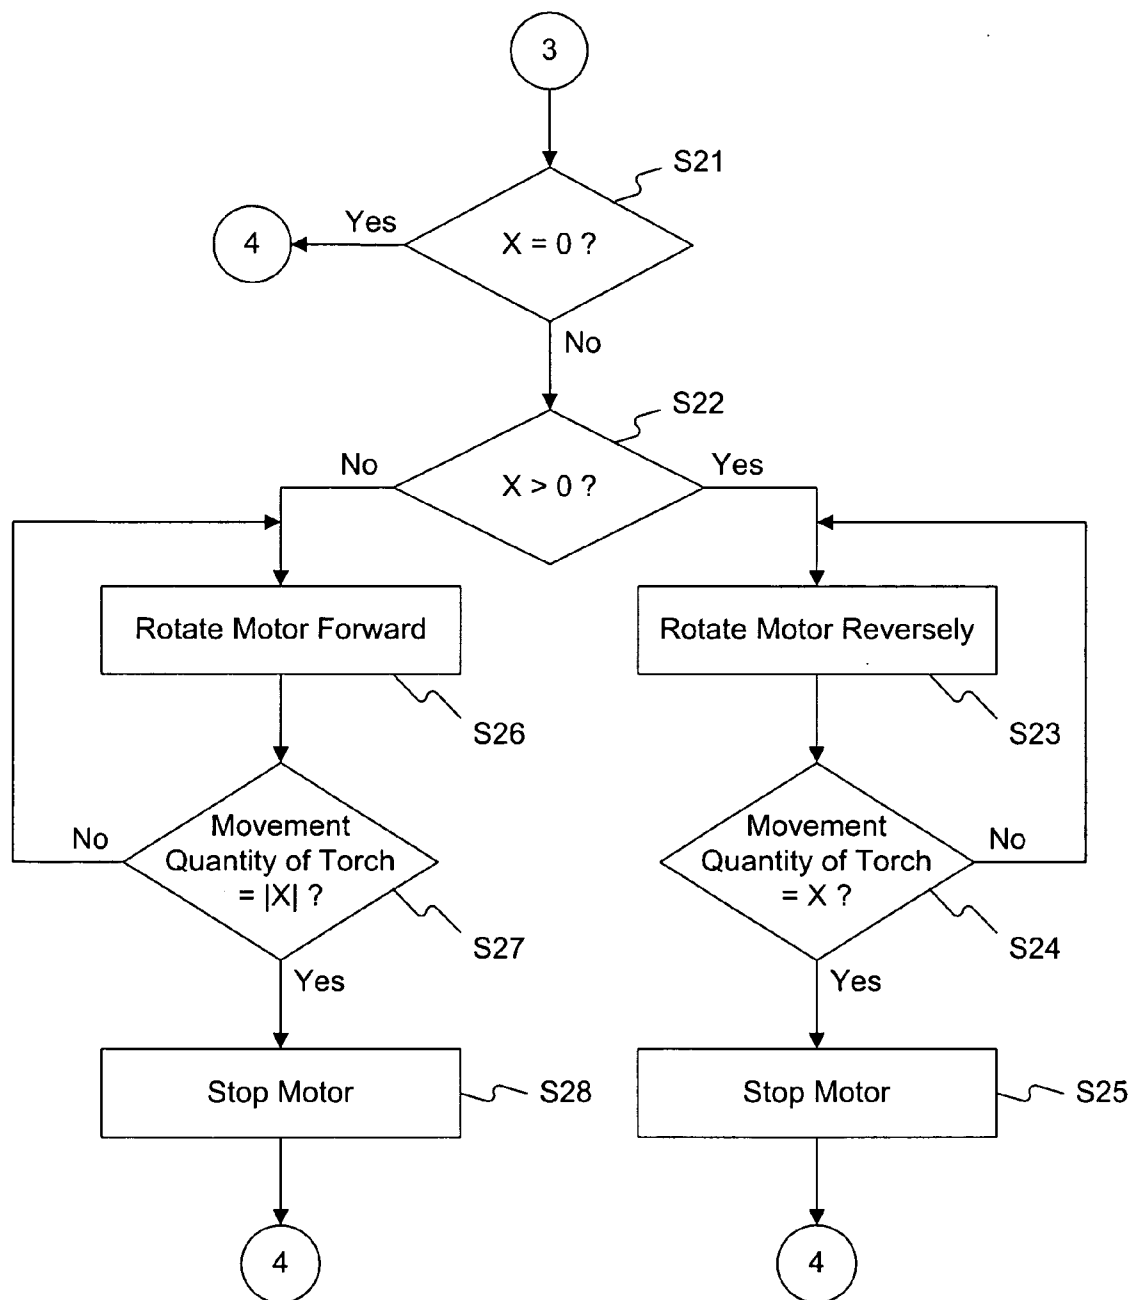 3
S21
Yes
4
X = 0 ?
No
S22
No
Yes
X > 0 ?
Rotate Motor Forward
Rotate Motor Reversely
S26
S23
No
Movement
Quantity of Torch
= |X| ?
Movement
Quantity of Torch
= X ?
No
S27
S24
Yes
Yes
Stop Motor
S28
Stop Motor
S25
4
4